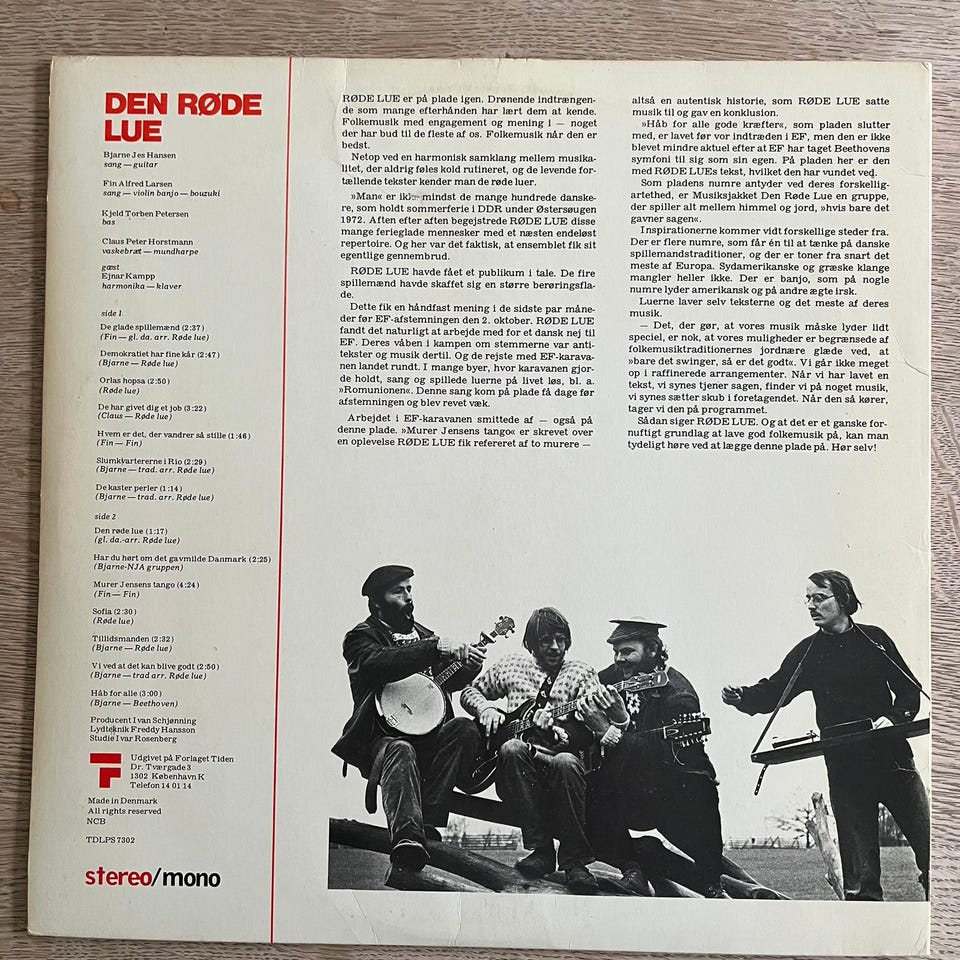 DEN RØDE
LUE
Bjarne Jes Hansen
sang — guitar
Fin Alfred Larsen
sang — violin banjo — bouzuki
Kjeld Torben Petersen
bas
Claus Peter Horstmann
vaskebræt — mundharpe
gæst
Ejnar Kampp
harmonika — klaver
side 1
De glade spillemænd (2:37)
(Fin — gl. da. arr. Røde lue)
Demokratiet har fine kår (2:47)
(Bjarne — Røde lue)
Orlas hopsa (2:50)
(Røde lue)
De har givet dig et job (3:22)
(Claus — Røde lue)
Hvem er det, der vandrer så stille (1:46)
(Fin — Fin)
Slumkvartererne i Rio (2:29)
(Bjarne — trad. arr. Røde lue)
De kaster perler (1:14)
(Bjarne — trad. arr. Røde lue)
side 2
Den røde lue (1:17)
(gl. da.-arr. Røde lue)
Har du hørt om det gavmilde Danmark (2:25)
(Bjarne-NJA gruppen)
Murer Jensens tango (4:24)
(Fin — Fin)
Sofia (2:30)
(Røde lue)
Tillidsmanden (2:32)
(Bjarne — Røde lue)
Vi ved at det kan blive godt (2:50)
(Bjarne — trad arr. Røde lue)
Håb for alle (3:00)
(Bjarne — Beethoven)
Producent Ivan Schjønning
Lydteknik Freddy Hansson
Studie Ivar Rosenberg
Udgivet på Forlaget Tiden
Dr. Tværgade 3
1302 København K
Telefon 14 01 14
Made in Denmark
All rights reserved
NCB
TDLPS 7302
stereo/mono
RØDE LUE er på plade igen. Drønende indtrængen-
de som mange efterhånden har lært dem at kende.
Folkemusik med engagement og mening i — noget
der har bud til de fleste af os. Folkemusik når den er
bedst.
Netop ved en harmonisk samklang mellem musika-
litet, der aldrig føles kold rutineret, og de levende for-
tællende tekster kender man de røde luer.
»Man« er ikke mindst de mange hundrede danske-
re, som holdt sommerferie i DDR under Østersøugen
1972. Aften efter aften begejstrede RØDE LUE disse
mange ferieglade mennesker med et næsten endeløst
repertoire. Og her var det faktisk, at ensemblet fik sit
egentlige gennembrud.
RØDE LUE havde fået et publikum i tale. De fire
spillemænd havde skaffet sig en større berøringsfla-
de.
Dette fik en håndfast mening i de sidste par måne-
der før EF-afstemningen den 2. oktober. RØDE LUE
fandt det naturligt at arbejde med for et dansk nej til
EF. Deres våben i kampen om stemmerne var anti-
tekster og musik dertil. Og de rejste med EF-karava-
nen landet rundt. I mange byer, hvor karavanen gjor-
de holdt, sang og spillede luerne på livet løs, bl. a.
»Romunionen«. Denne sang kom på plade få dage før
afstemningen og blev revet væk.
Arbejdet i EF-karavanen smittede af — også på
denne plade. »Murer Jensens tango« er skrevet over
en oplevelse RØDE LUE fik refereret af to murere —
altså en autentisk historie, som RØDE LUE satte
musik til og gav en konklusion.
»Håb for alle gode kræfter«, som pladen slutter
med, er lavet før vor indtræden i EF, men den er ikke
blevet mindre aktuel efter at EF har taget Beethovens
symfoni til sig som sin egen. På pladen her er den
med RØDE LUEs tekst, hvilket den har vundet ved.
Som pladens numre antyder ved deres forskellig-
artethed, er Musiksjakket Den Røde Lue en gruppe,
der spiller alt mellem himmel og jord, »hvis bare det
gavner sagen«.
Inspirationerne kommer vidt forskellige steder fra.
Der er flere numre, som får én til at tænke på danske
spillemandstraditioner, og der er toner fra snart det
meste af Europa. Sydamerikanske og græske klange
mangler heller ikke. Der er banjo, som på nogle
numre lyder amerikansk og på andre ægte irsk.
Luerne laver selv teksterne og det meste af deres
musik.
— Det, der gør, at vores musik måske lyder lidt
speciel, er nok, at vores muligheder er begrænsede af
folkemusiktraditionernes jordnære glæde ved, at
»bare det swinger, så er det godt«. Vi går ikke meget
op i raffinerede arrangementer. Når vi har lavet en
tekst, vi synes tjener sagen, finder vi på noget musik,
vi synes sætter skub i foretagendet. Når den så kører,
tager vi den på programmet.
Sådan siger RØDE LUE. Og at det er et ganske for-
nuftigt grundlag at lave god folkemusik på, kan man
tydeligt høre ved at lægge denne plade på. Hør selv!